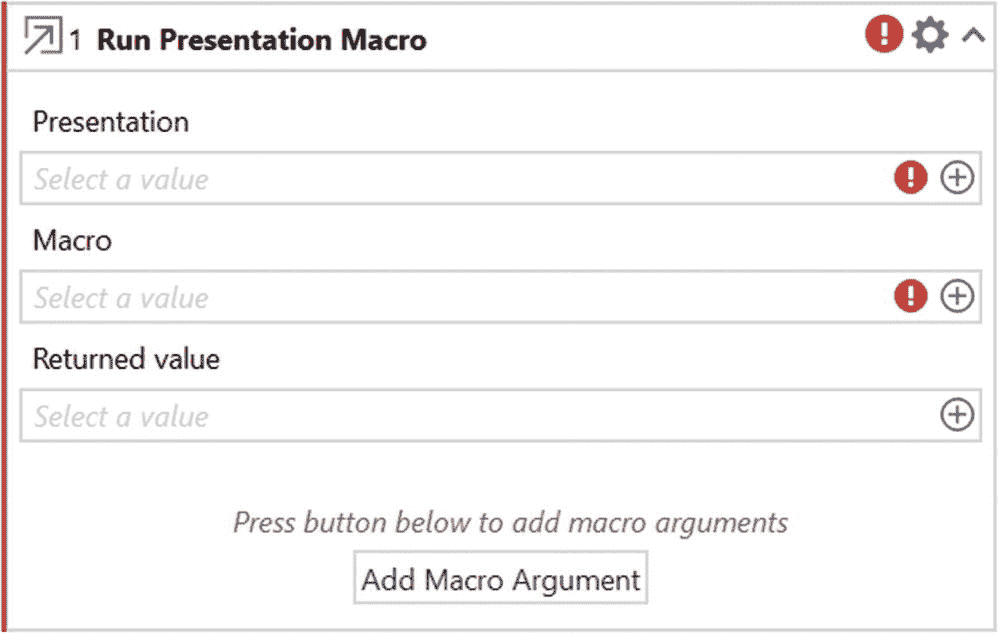 1 Run Presentation Macro
Presentation
Select a value
Macro
Select a value
Returned value
Select a value
Press button below to add macro arguments
Add Macro Argument